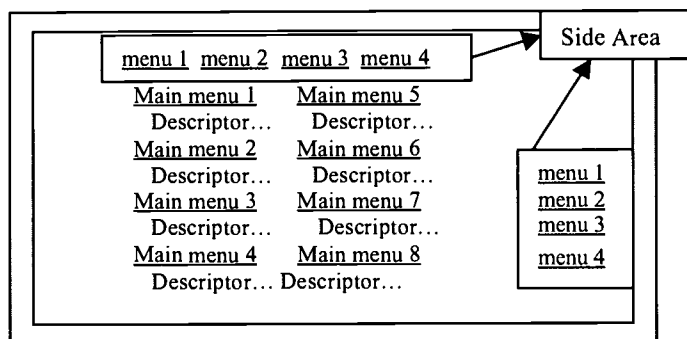 Side Area
menu 1 menu 2 menu 3 menu 4
Main menu 1 Main menu 5
Descriptor... Descriptor...
Main menu 2 Main menu 6
Descriptor... Descriptor...
Main menu 3 Main menu 7
Descriptor... Descriptor...
Main menu 4 Main menu 8
Descriptor... Descriptor...
menu 1
menu 2
menu 3
menu 4